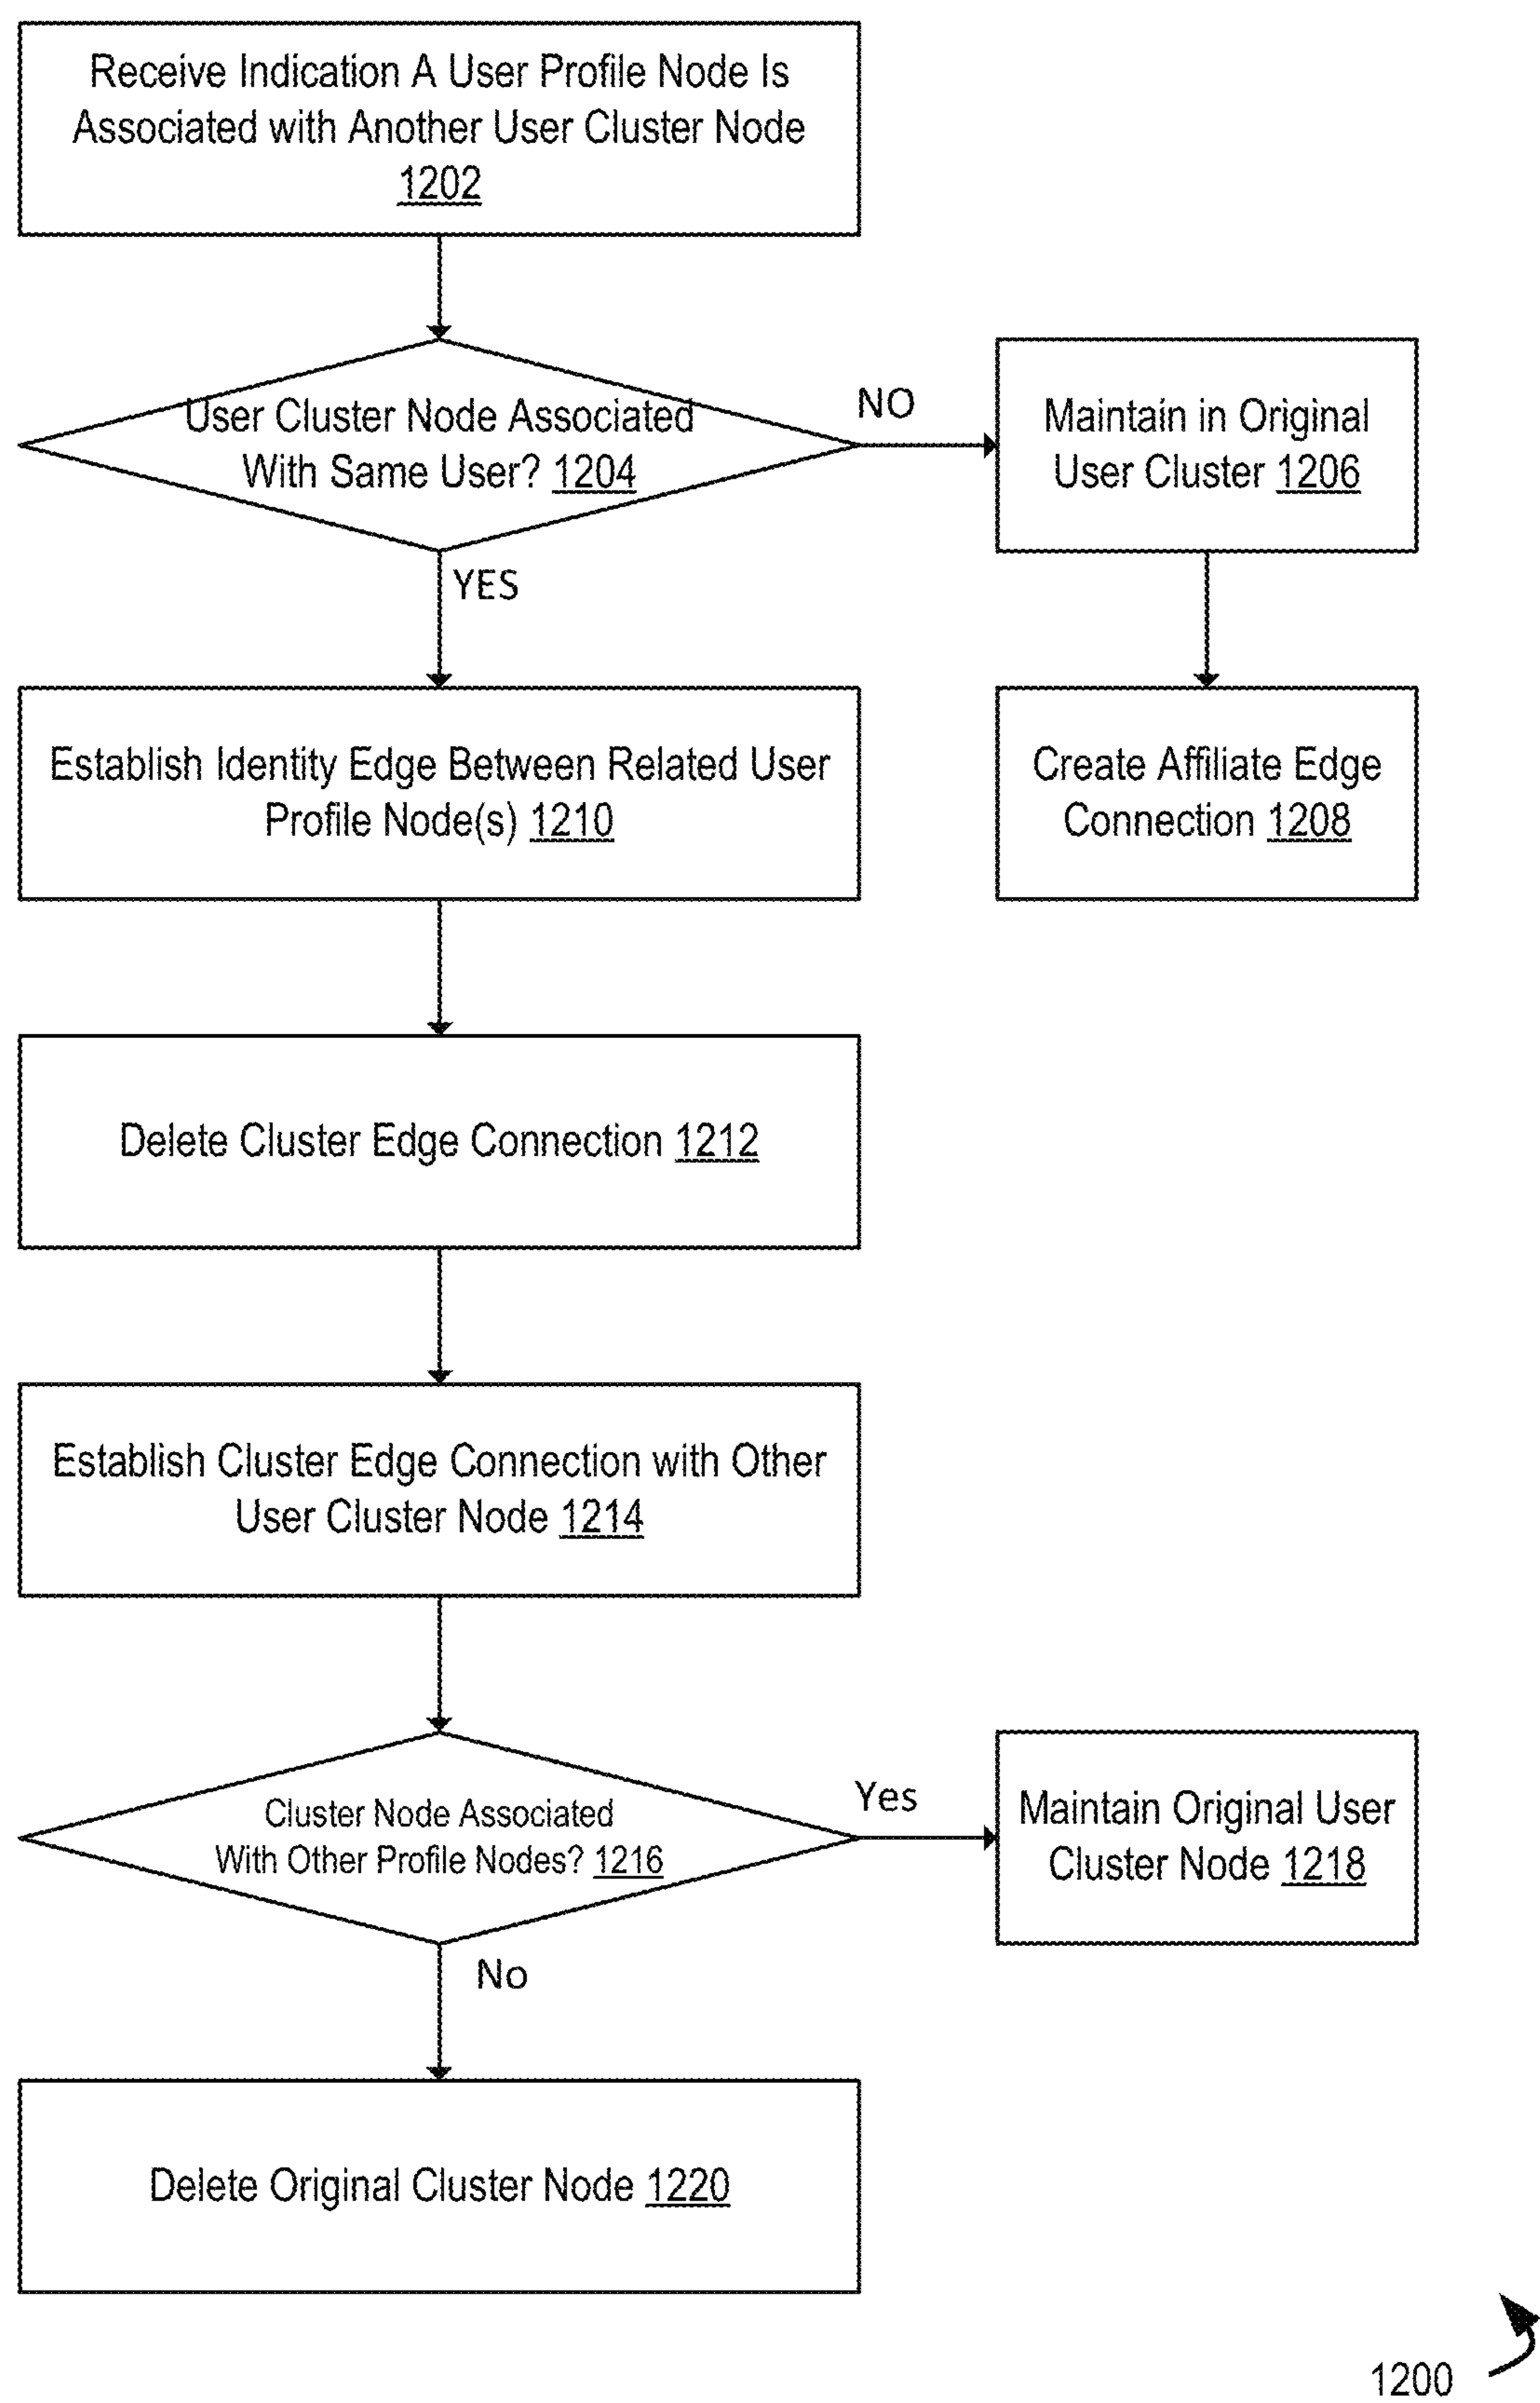 Receive Indication A User Profile Node Is
Associated with Another User Cluster Node
1202
User Cluster Node Associated
With Same User? 1204
NO
Maintain in Original
User Cluster 1206
YES
Establish Identity Edge Between Related User
Profile Node(s) 1210
Create Affiliate Edge
Connection 1208
Delete Cluster Edge Connection 1212
Establish Cluster Edge Connection with Other
User Cluster Node 1214
Cluster Node Associated
With Other Profile Nodes? 1216
Yes
Maintain Original User
Cluster Node 1218
No
Delete Original Cluster Node 1220
1200